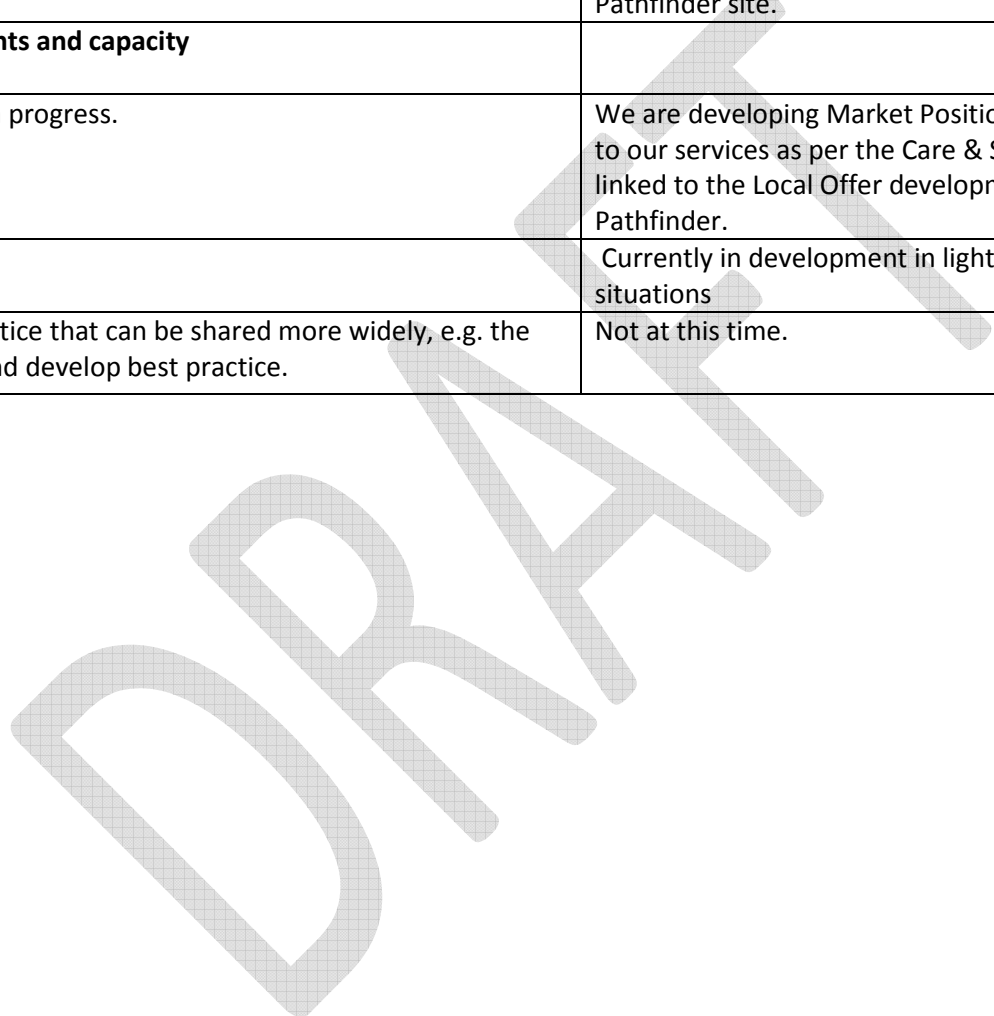 Pathfinder site.
nts and capacity
progress.
We are developing Market Positio
to our services as per the Care & S
linked to the Local Offer developm
Pathfinder.
Currently in development in light
situations
tice that can be shared more widely, e.g. the
nd develop best practice.
Not at this time.
DRAFT